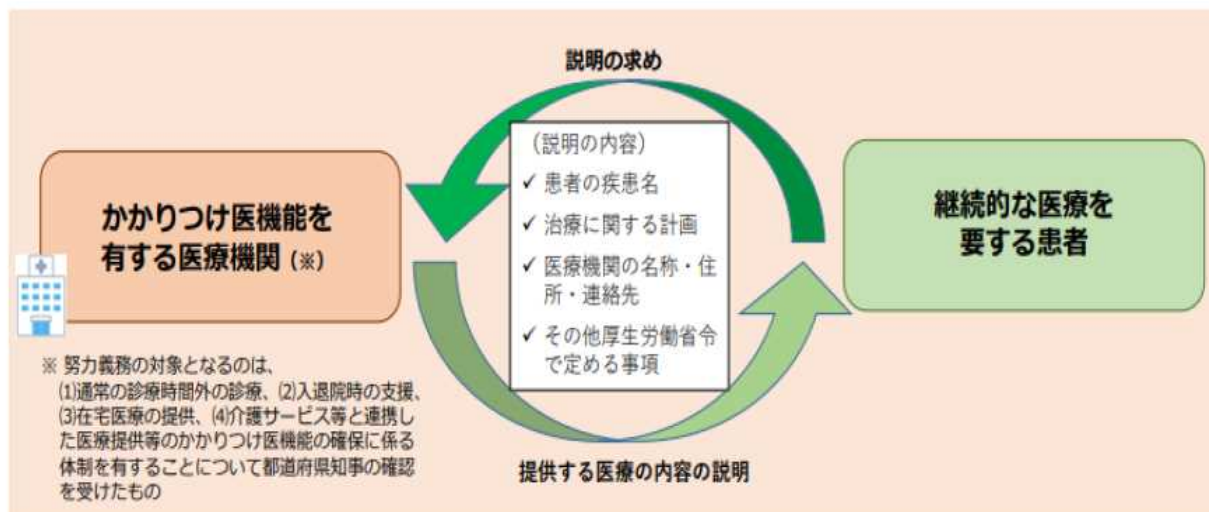 説明の求め
かかりつけ医機能を
有する医療機関（※）
（説明の内容）
✓ 患者の疾患名
✓ 治療に関する計画
✓ 医療機関の名称・住
所・連絡先
✓ その他厚生労働省令
で定める事項
継続的な医療を
要する患者
※ 努力義務の対象となるのは、
(1)通常の診療時間外の診療、(2)入退院時の支援、
(3)在宅医療の提供、(4)介護サービス等と連携し
た医療提供等のかかりつけ医機能の確保に係る
体制を有することについて都道府県知事の確認
を受けたもの
提供する医療の内容の説明